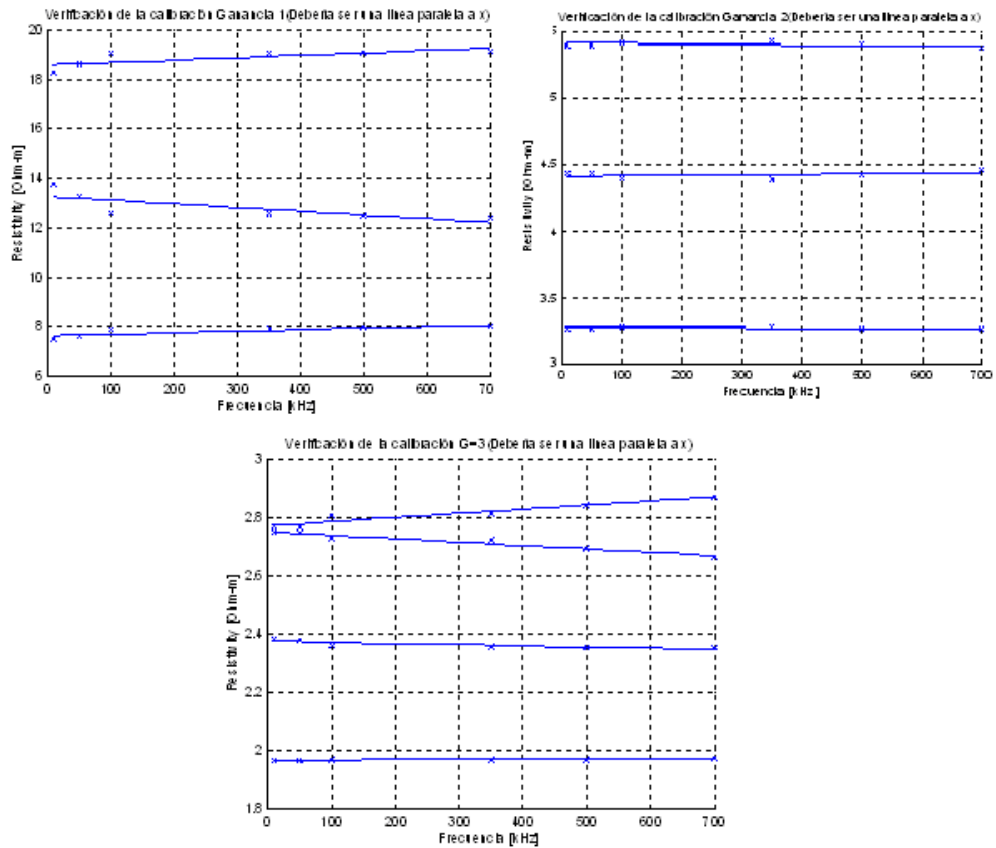 Verificación de la calibración Ganancia 1 (Debería ser una línea paralela a x)
20
18
16
14
12
10
8
6
Resistivity [Ohm-m]
0 100 200 300 400 500 600 70
Frecuencia [kHz]
Verificación de la calibración Ganancia 2(Debería ser una línea paralela a x)
5
4.5
4
3.5
3
Resistivity [Ohm-m]
0 100 200 300 400 500 600 700
Frecuencia [kHz]
Verificación de la calibración G=3 (Debería ser una línea paralela a x)
3
2.8
2.6
2.4
2.2
2
1.8
Resistivity [Ohm-m]
0 100 200 300 400 500 600 700
Frecuencia [kHz]